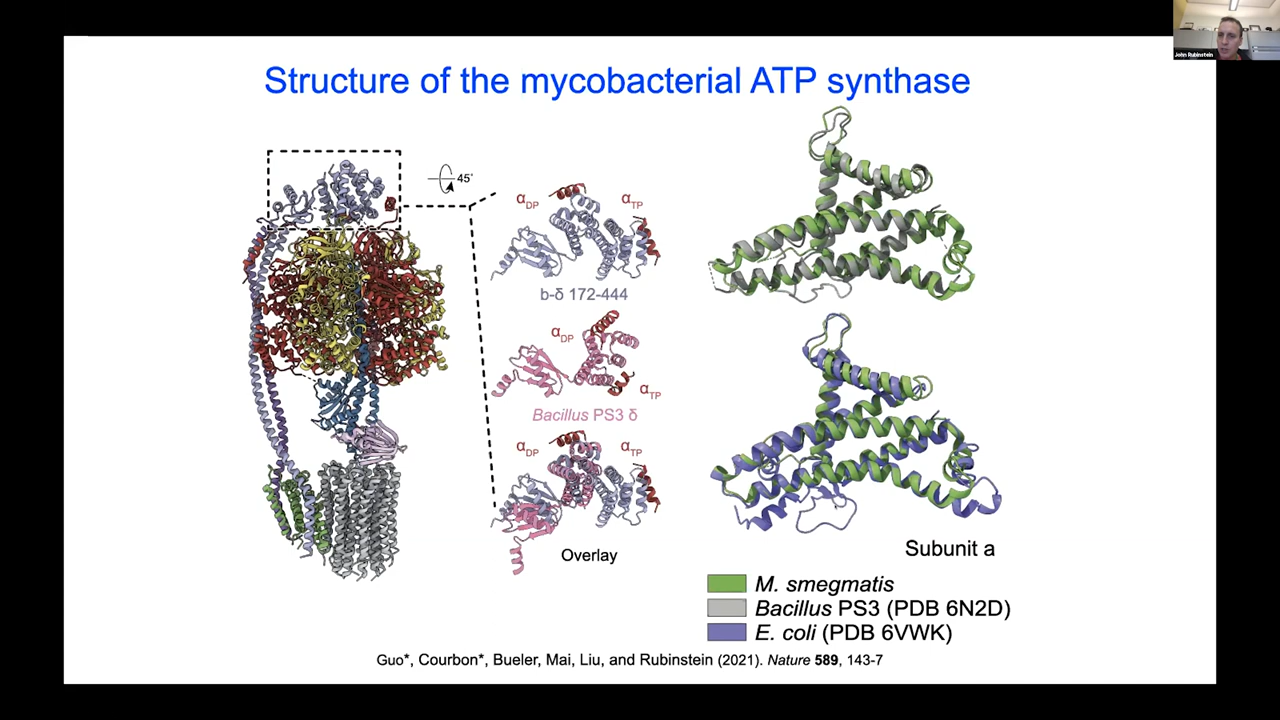 John Rubinstein
Structure of the mycobacterial ATP synthase
45°
αDP
αTP
b-δ 172-444
αDP
αTP
Bacillus PS3 δ
αDP
αTP
Overlay
Subunit a
M. smegmatis
Bacillus PS3 (PDB 6N2D)
E. coli (PDB 6VWK)
Guo*, Courbon*, Bueler, Mai, Liu, and Rubinstein (2021). Nature 589, 143-7